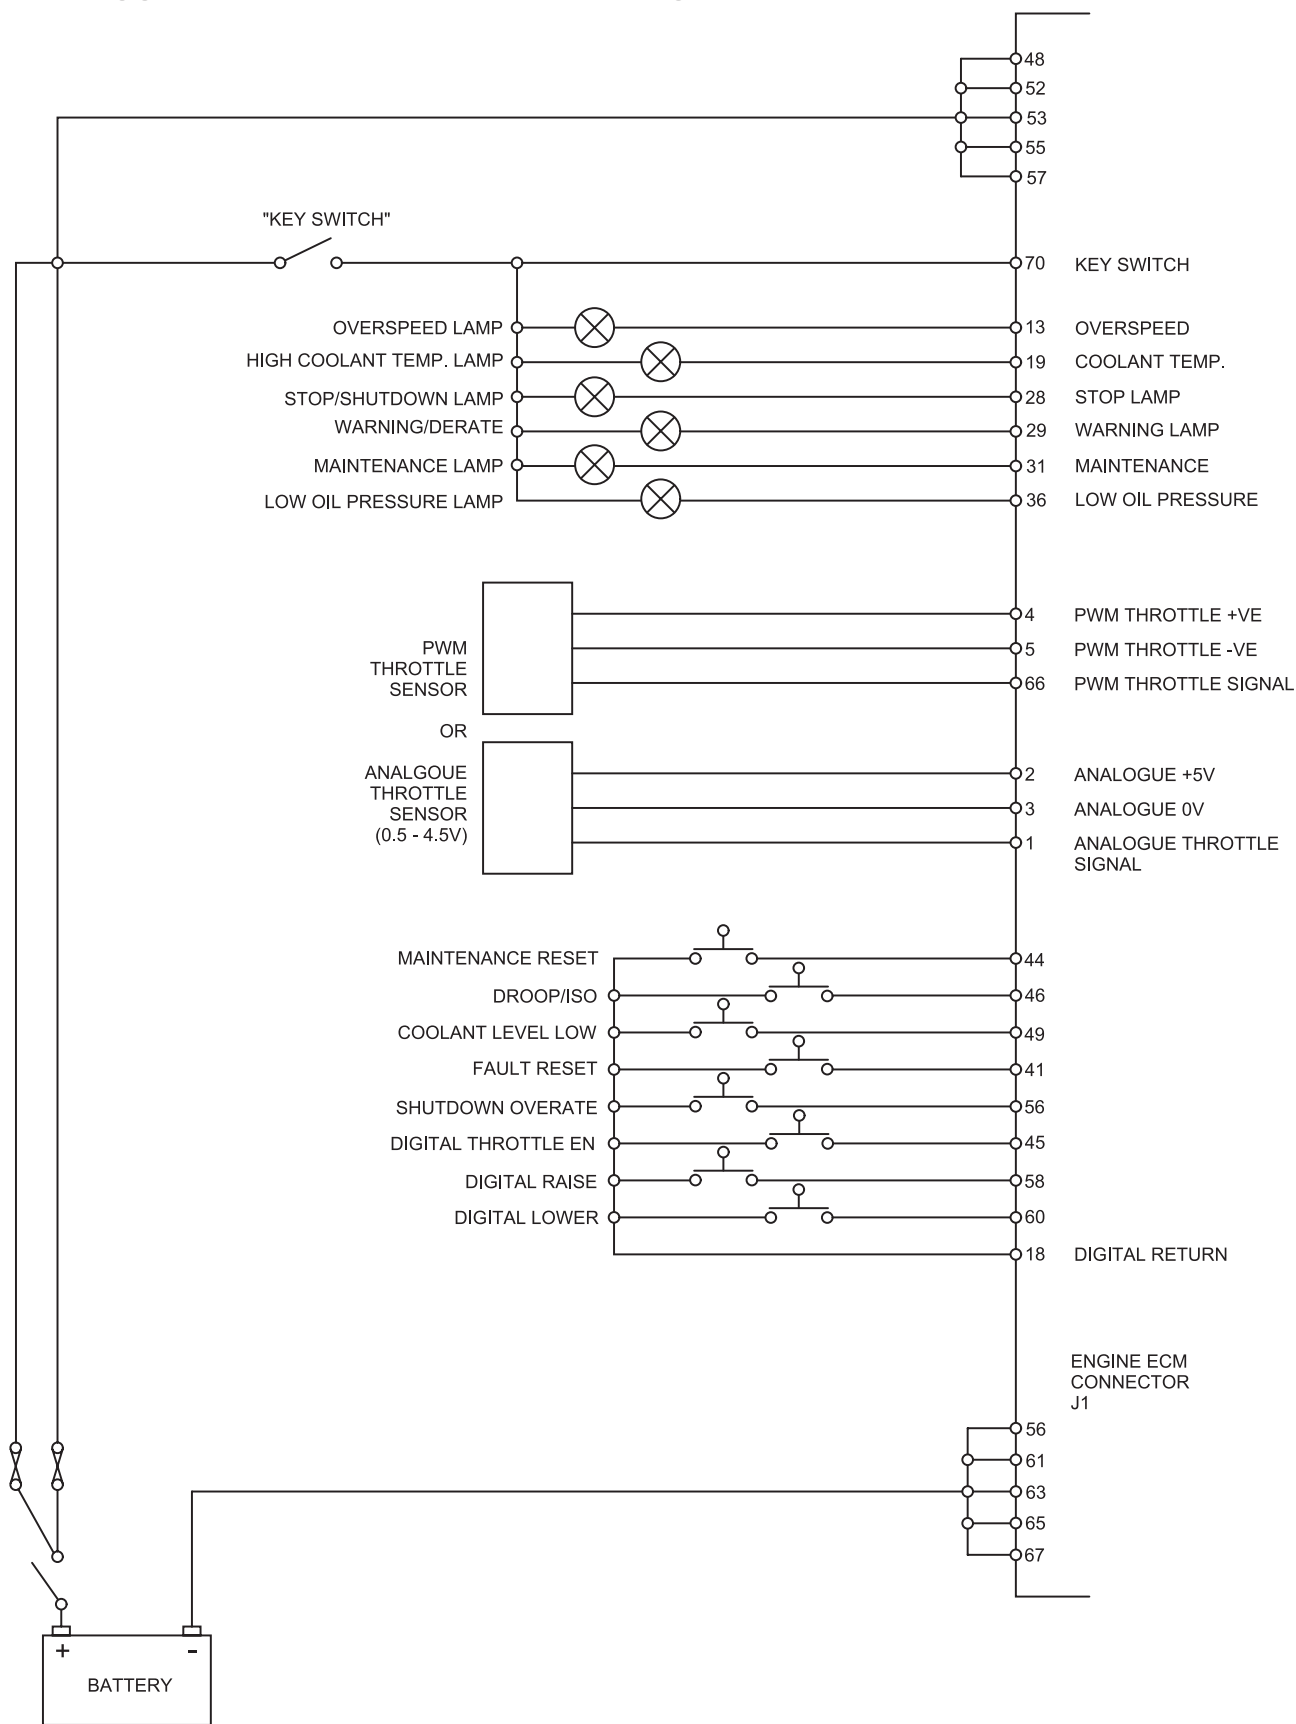 48
52
53
55
57
"KEY SWITCH"
70 KEY SWITCH
OVERSPEED LAMP 13 OVERSPEED
HIGH COOLANT TEMP. LAMP 19 COOLANT TEMP.
STOP/SHUTDOWN LAMP 28 STOP LAMP
WARNING/DERATE 29 WARNING LAMP
MAINTENANCE LAMP 31 MAINTENANCE
LOW OIL PRESSURE LAMP 36 LOW OIL PRESSURE
PWM
THROTTLE
SENSOR
4 PWM THROTTLE +VE
5 PWM THROTTLE -VE
66 PWM THROTTLE SIGNAL
OR
ANALGOUE
THROTTLE
SENSOR
(0.5 - 4.5V)
2 ANALOGUE +5V
3 ANALOGUE 0V
1 ANALOGUE THROTTLE
SIGNAL
MAINTENANCE RESET 44
DROOP/ISO 46
COOLANT LEVEL LOW 49
FAULT RESET 41
SHUTDOWN OVERATE 56
DIGITAL THROTTLE EN 45
DIGITAL RAISE 58
DIGITAL LOWER 60
18 DIGITAL RETURN
ENGINE ECM
CONNECTOR
J1
56
61
63
65
67
+ -
BATTERY